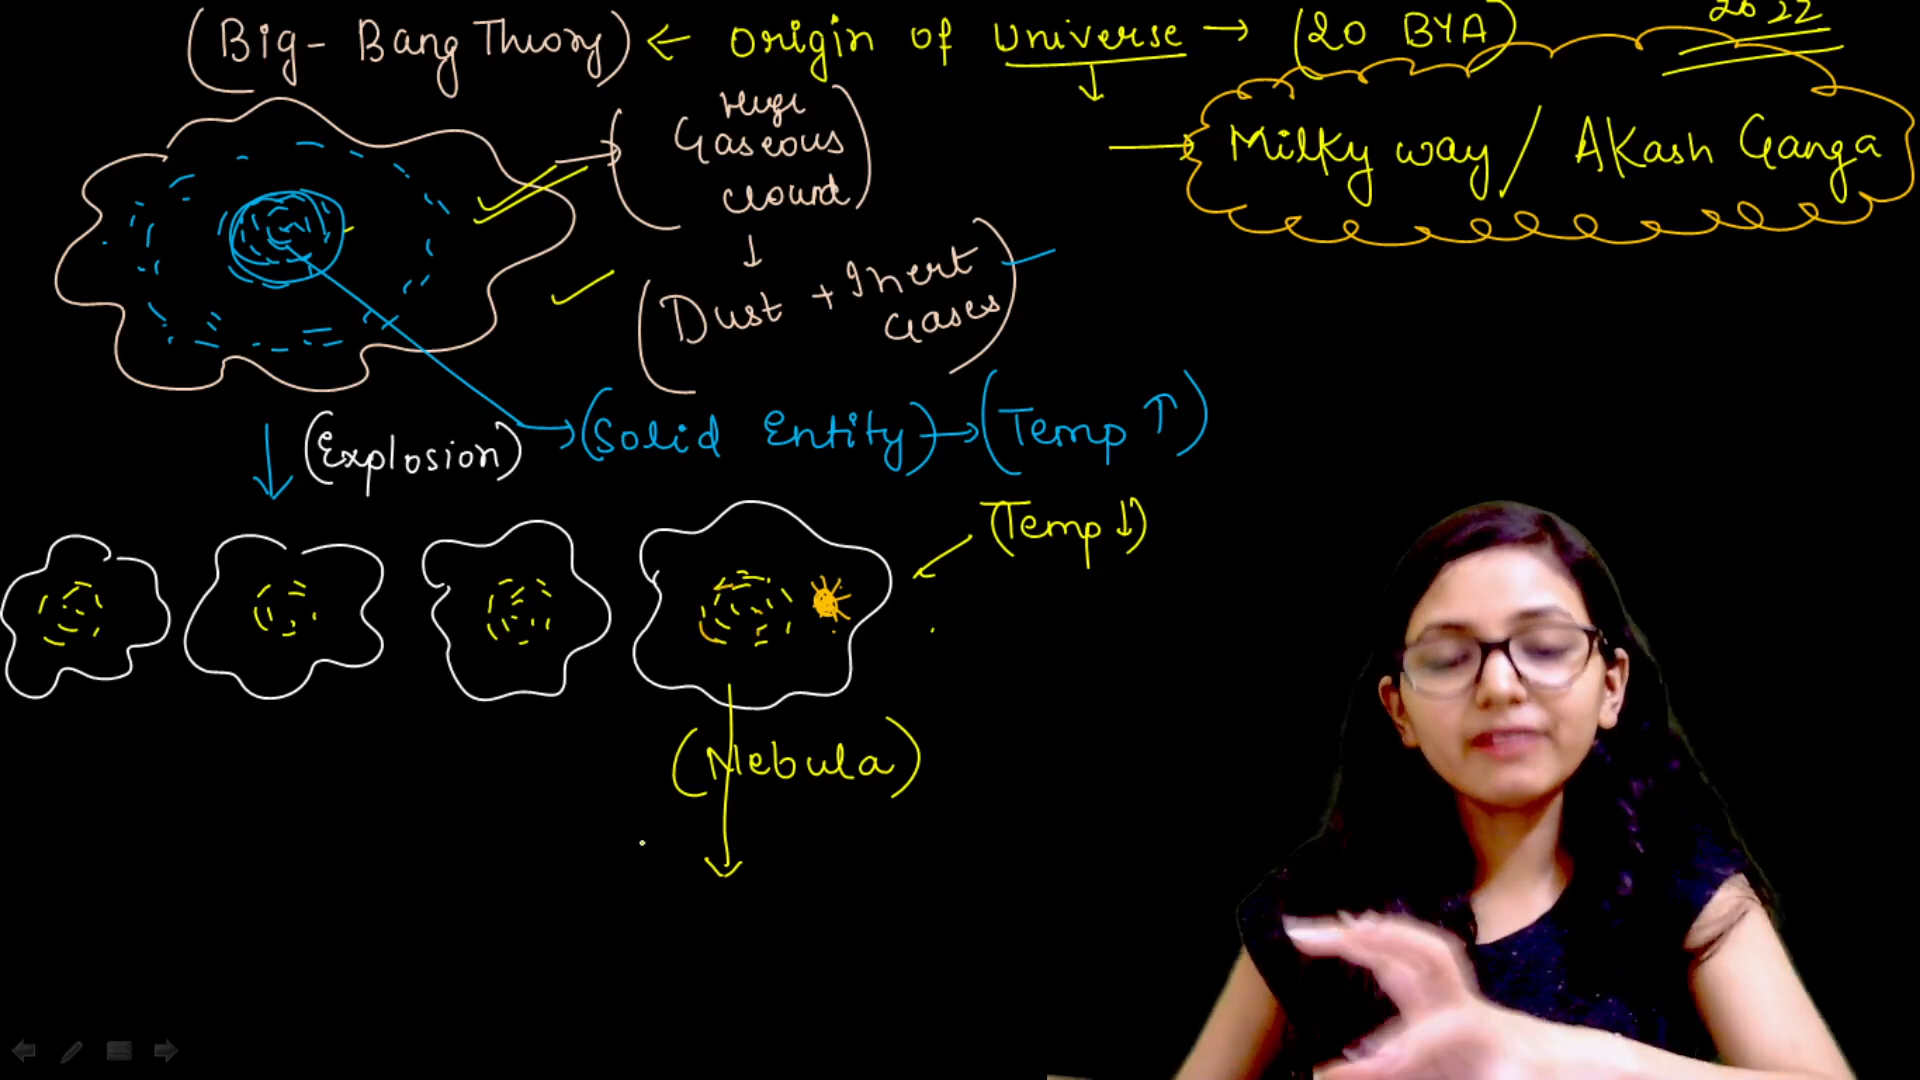 (Big-Bang Theory) ← Origin of Universe → (20 BYA)
2022
Huge
Gaseous
Clourd
Milky way / AKash Ganga
(Dust + Inert
Gases)
(Explosion)
(Solid Entity) → (Temp ↑)
(Temp ↓)
(Nebula)